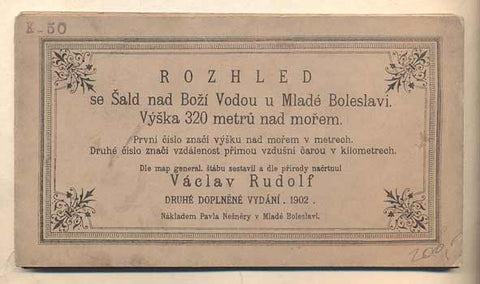 K-50
ROZHLED
se Šald nad Boží Vodou u Mladé Boleslavi.
Výška 320 metrů nad mořem.
První číslo značí výšku nad mořem v metrech.
Druhé číslo značí vzdálenost přímou vzdušní čarou v kilometrech.
Dle map general. štábu sestavil a dle přírody načrtnul
Václav Rudolf
DRUHÉ DOPLNĚNÉ VYDÁNÍ . 1902 .
Nákladem Pavla Nežněry v Mladé Boleslavi.